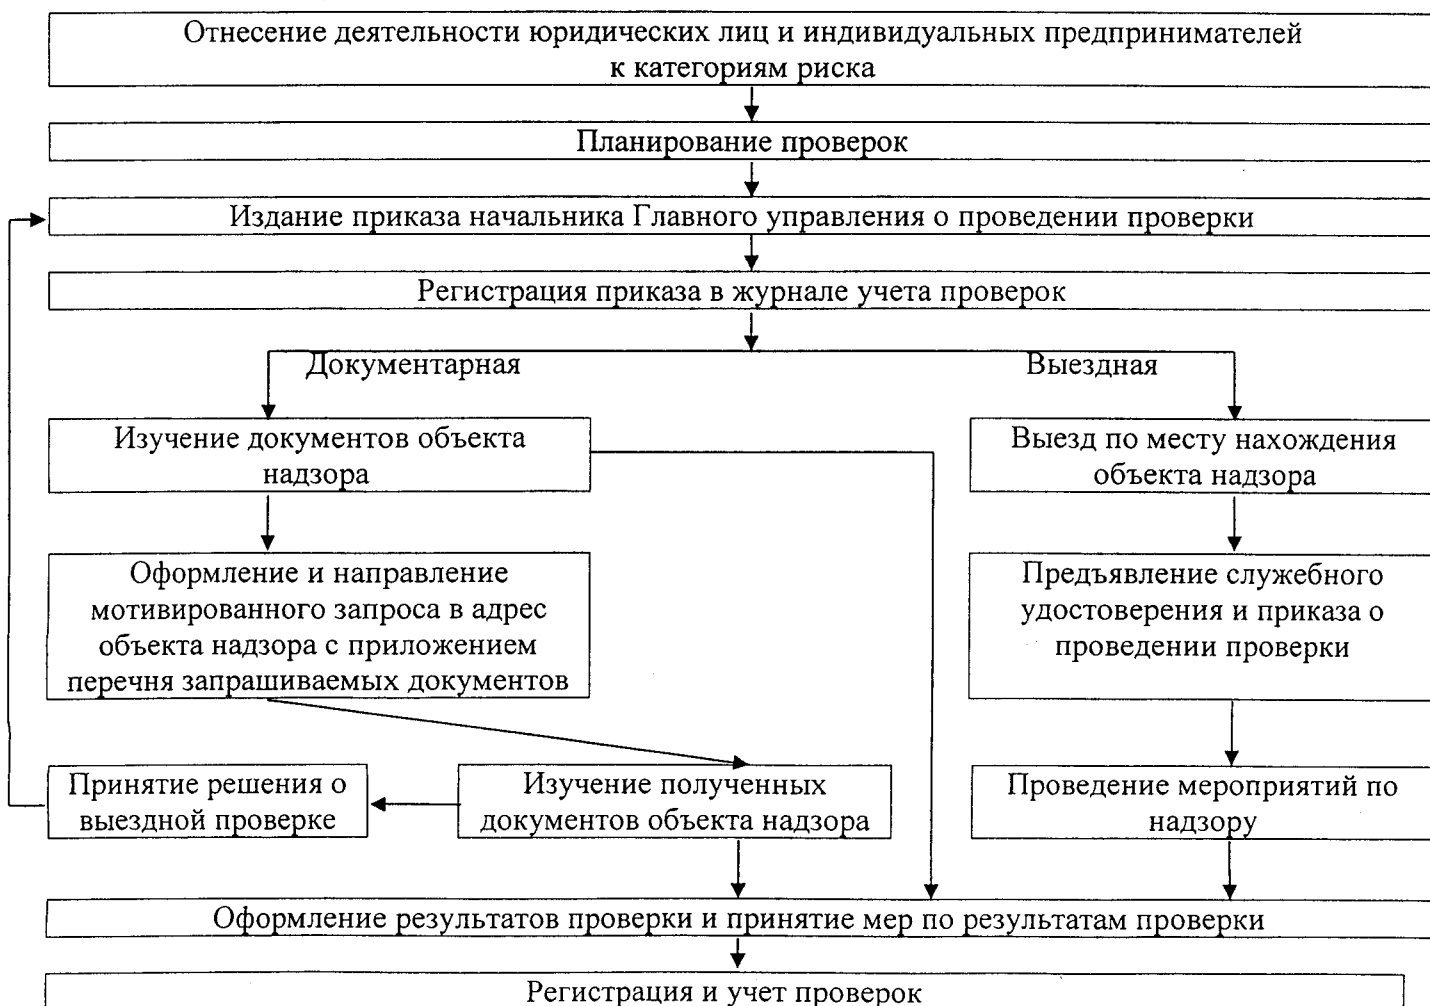 Отнесение деятельности юридических лиц и индивидуальных предпринимателей
к категориям риска
Планирование проверок
Издание приказа начальника Главного управления о проведении проверки
Регистрация приказа в журнале учета проверок
Документарная
Выездная
Изучение документов объекта
надзора
Выезд по месту нахождения
объекта надзора
Оформление и направление
мотивированного запроса в адрес
объекта надзора с приложением
перечня запрашиваемых документов
Предъявление служебного
удостоверения и приказа о
проведении проверки
Принятие решения о
выездной проверке
Изучение полученных
документов объекта надзора
Проведение мероприятий по
надзору
Оформление результатов проверки и принятие мер по результатам проверки
Регистрация и учет проверок